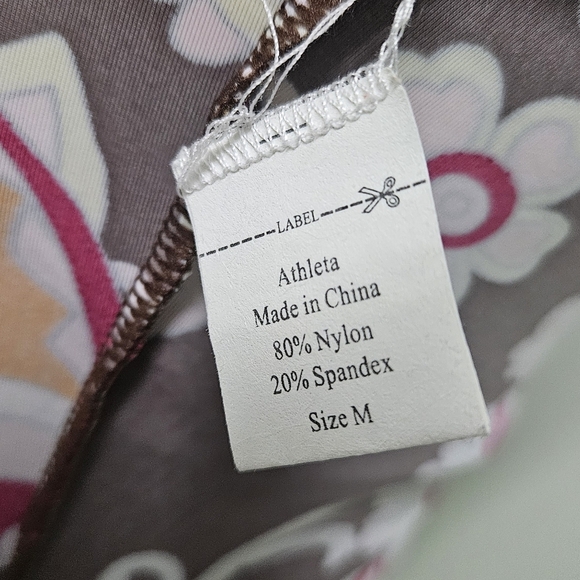 LABEL
Athleta
Made in China
80% Nylon
20% Spandex
Size M